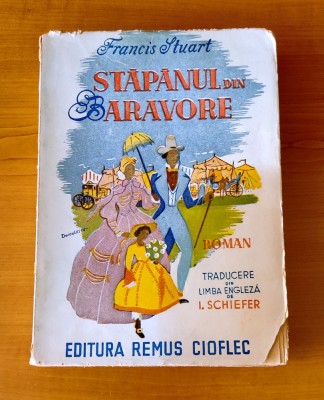 Francis Stuart
STĂPÂNUL DIN
BARAVORE
ROMAN
TRADUCERE
DIN
LIMBA ENGLEZĂ
DE
I. SCHIEFER
EDITURA REMUS CIOFLEC